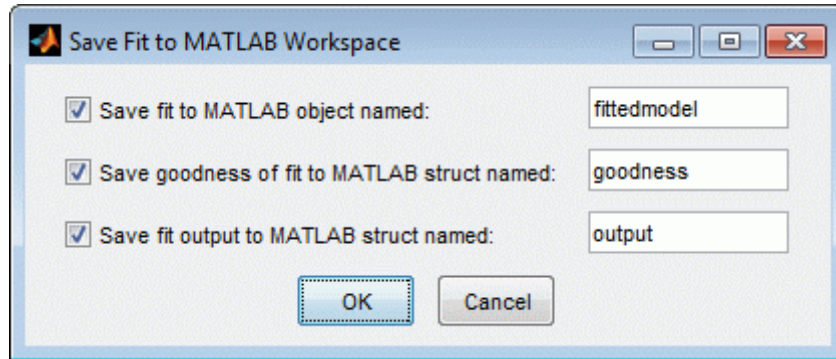 Save Fit to MATLAB Workspace
Save fit to MATLAB object named: fittedmodel
Save goodness of fit to MATLAB struct named: goodness
Save fit output to MATLAB struct named: output
OK Cancel